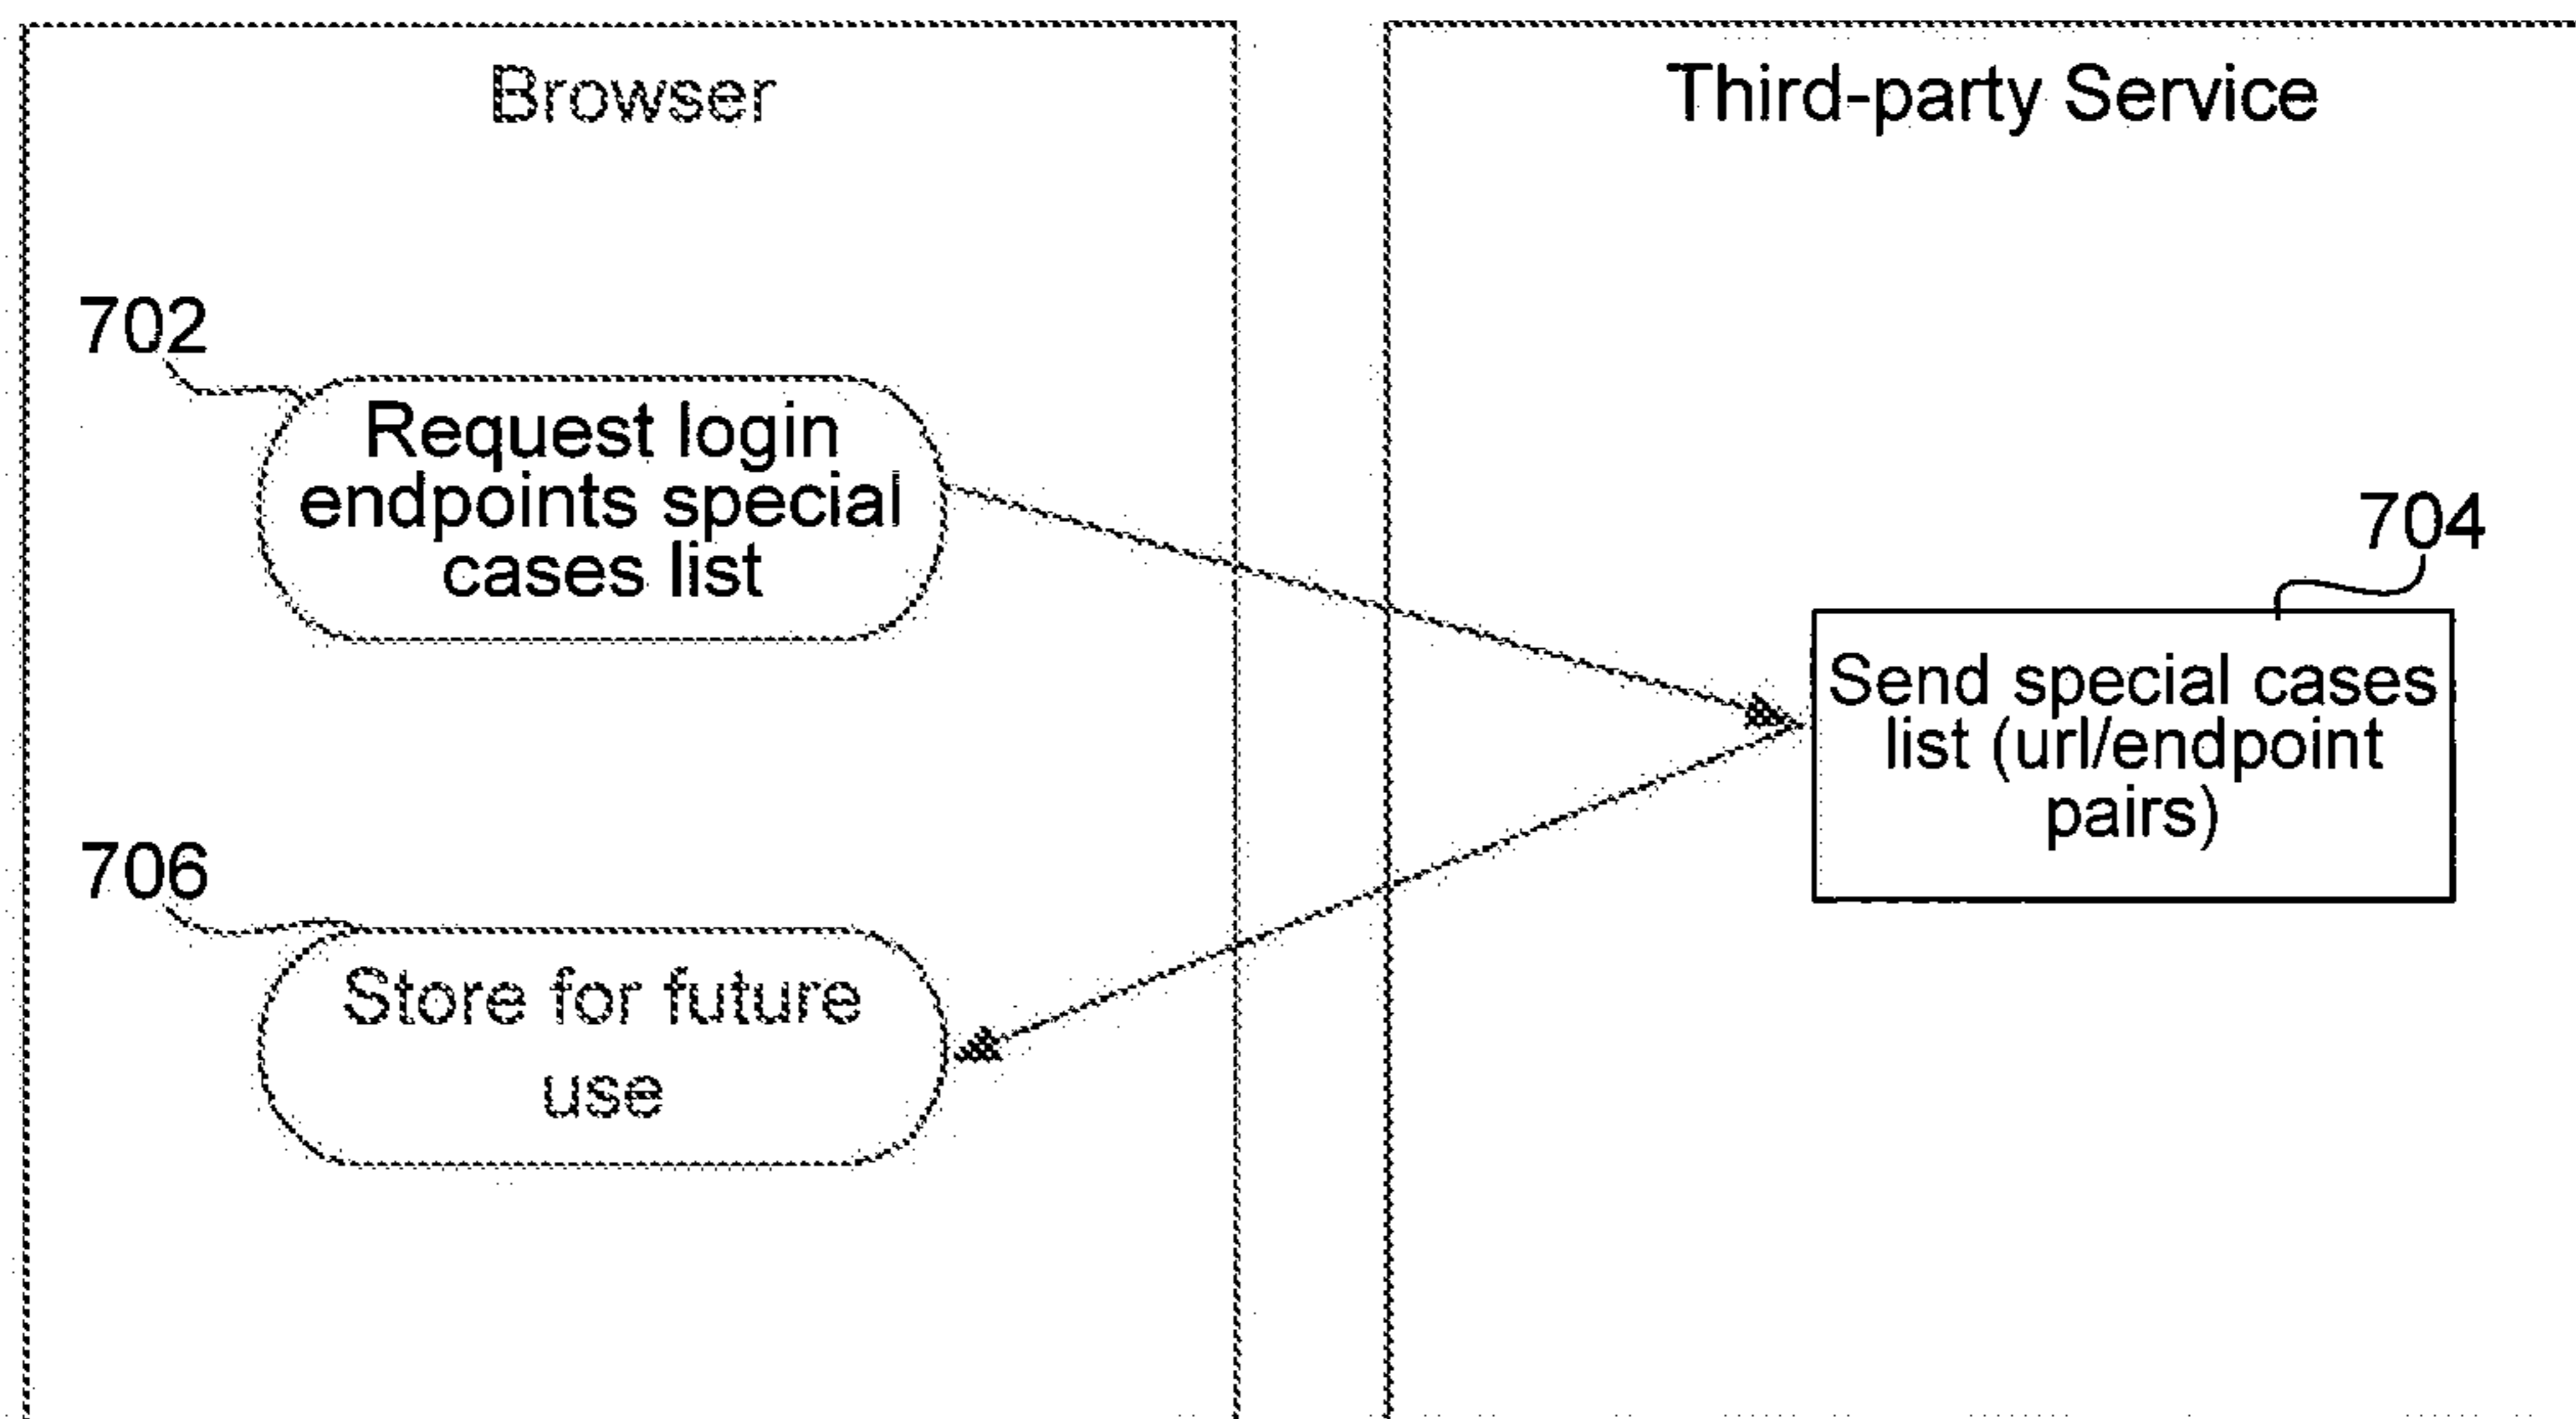 Browser
Third-party Service
702
Request login
endpoints special
cases list
704
Send special cases
list (url/endpoint
pairs)
706
Store for future
use